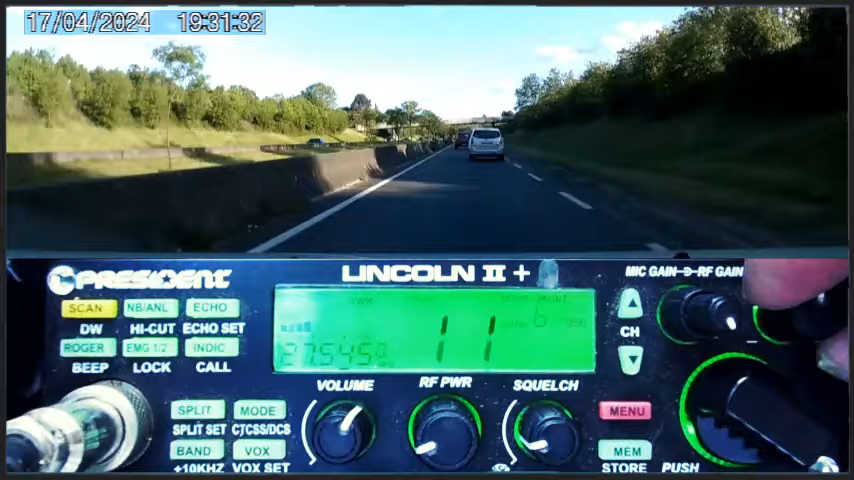 17/04/2024 19:31:32
PRESIDENT LINCOLN II + MIC GAIN RF GAIN
SCAN NB/ANL ECHO
DW HI-CUT ECHO SET CH
ROGER EMG 1/2 INDIC
BEEP LOCK CALL
11
27.5450
VOLUME RF PWR SQUELCH
SPLIT MODE MENU
SPLIT SET CTCSS/DCS
BAND VOX MEM
+10KHZ VOX SET STORE PUSH